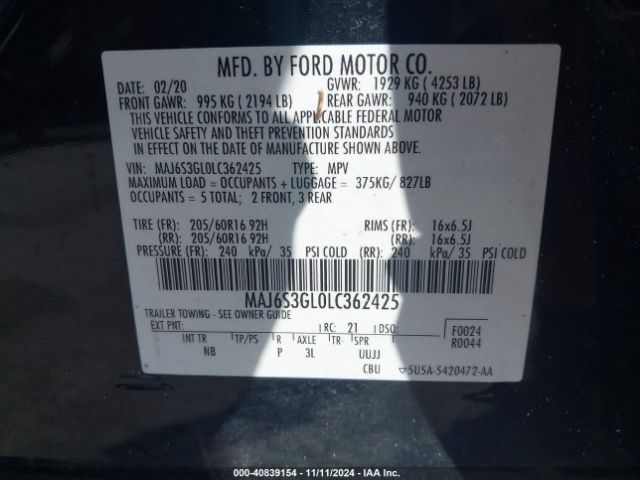 MFD. BY FORD MOTOR CO.
DATE: 02/20 GVWR: 1929 KG ( 4253 LB)
FRONT GAWR: 995 KG ( 2194 LB) REAR GAWR: 940 KG ( 2072 LB)
THIS VEHICLE CONFORMS TO ALL APPLICABLE FEDERAL MOTOR
VEHICLE SAFETY AND THEFT PREVENTION STANDARDS
IN EFFECT ON THE DATE OF MANUFACTURE SHOWN ABOVE.
VIN: MAJ6S3GL0LC362425 TYPE: MPV
MAXIMUM LOAD = OCCUPANTS + LUGGAGE = 375KG/ 827LB
OCCUPANTS = 5 TOTAL; 2 FRONT, 3 REAR
TIRE (FR): 205/60R16 92H RIMS (FR): 16x6.5J
(RR): 205/60R16 92H (RR): 16x6.5J
PRESSURE (FR): 240 kPa/ 35 PSI COLD (RR): 240 kPa/ 35 PSI COLD
MAJ6S3GL0LC362425
TRAILER TOWING - SEE OWNER GUIDE
EXT PNT: RC: 21 DSO: F0024
INT TR TP/PS R AXLE TR SPR R0044
NB P 3L UUJJ
CBU 5U5A-5420472-AA
000-40839154 - 11/11/2024 - IAA Inc.